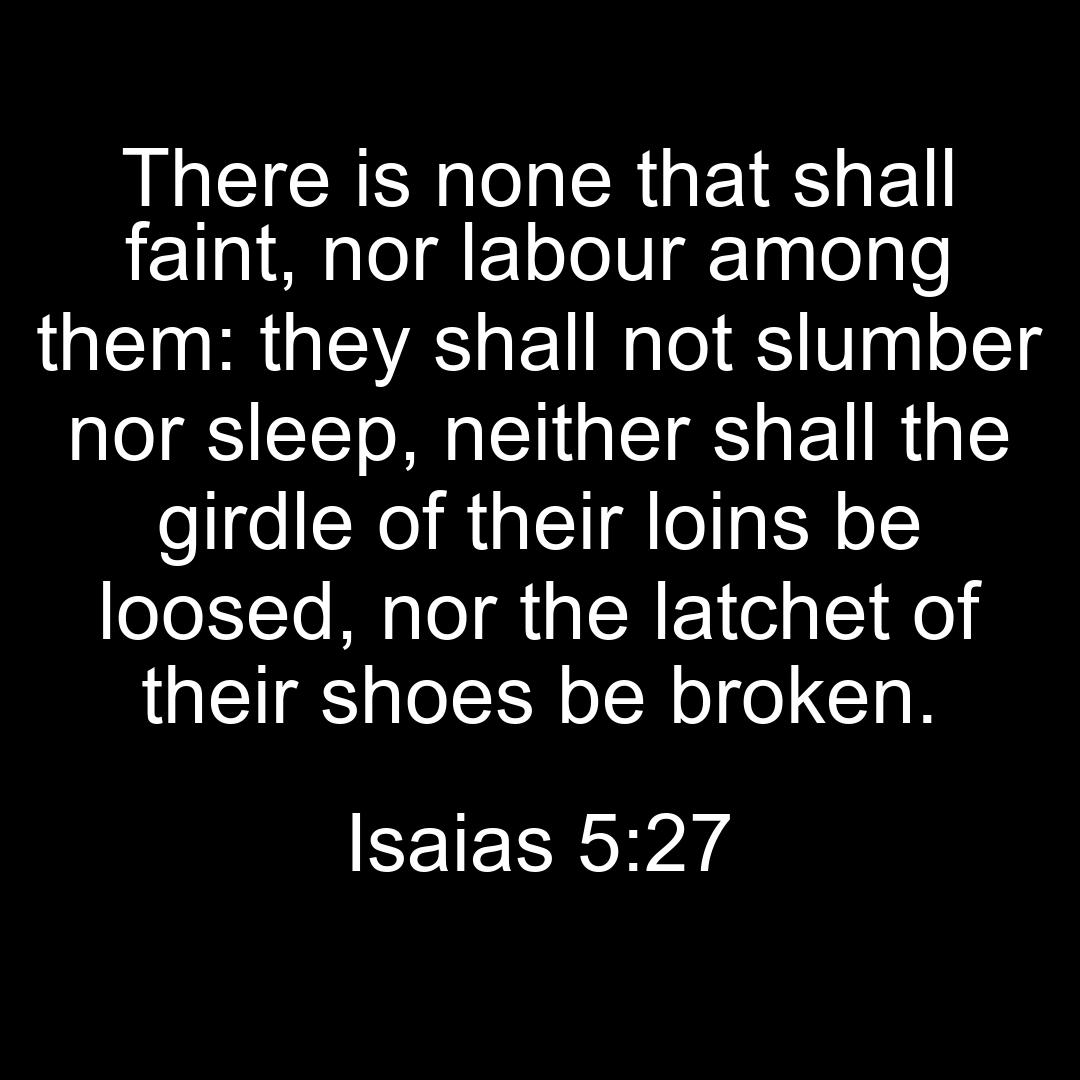 There is none that shall
faint, nor labour among
them: they shall not slumber
nor sleep, neither shall the
girdle of their loins be
loosed, nor the latchet of
their shoes be broken.
Isaias 5:27